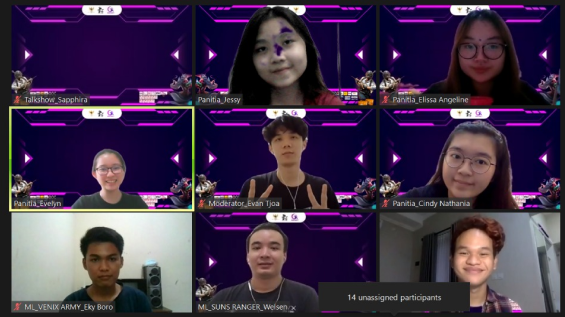 Talkshow_Sapphira
Panitia_Jessy
Panitia_Elissa Angeline
Panitia_Evelyn
Moderator_Evan Tjoa
Panitia_Cindy Nathania
ML_VENIX ARMY_Eky Boro
ML_SUNS RANGER_Welsen
14 unassigned participants